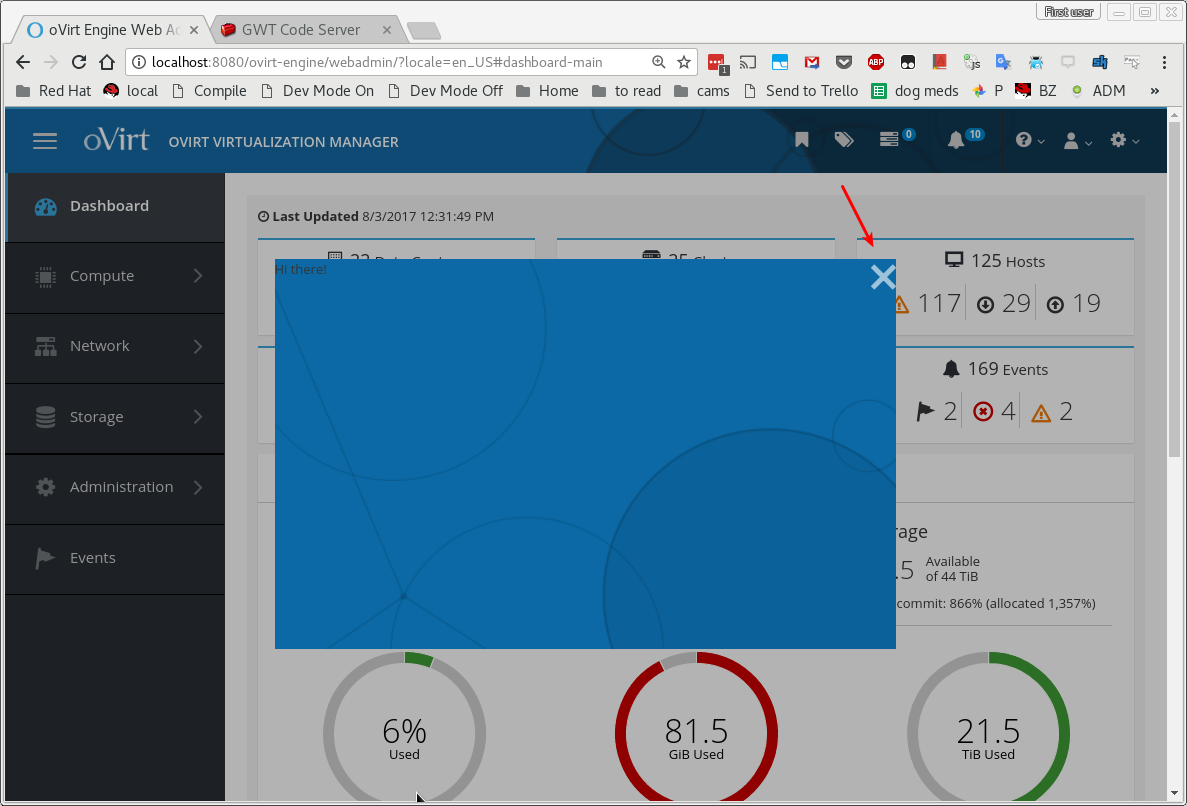 First user
oVirt Engine Web Ad
GWT Code Server
localhost:8080/ovirt-engine/webadmin/?locale=en_US#dashboard-main
1
ABP
Red Hat local Compile Dev Mode On Dev Mode Off Home to read cams Send to Trello dog meds P BZ ADM »
oVirt OVIRT VIRTUALIZATION MANAGER 0 10
Dashboard
Compute
Network
Storage
Administration
Events
Last Updated 8/3/2017 12:31:49 PM
125 Hosts
117 29 19
Hi there!
169 Events
2 4 2
rage
.5 Available
of 44 TiB
commit: 866% (allocated 1,357%)
6%
Used
81.5
GiB Used
21.5
TiB Used